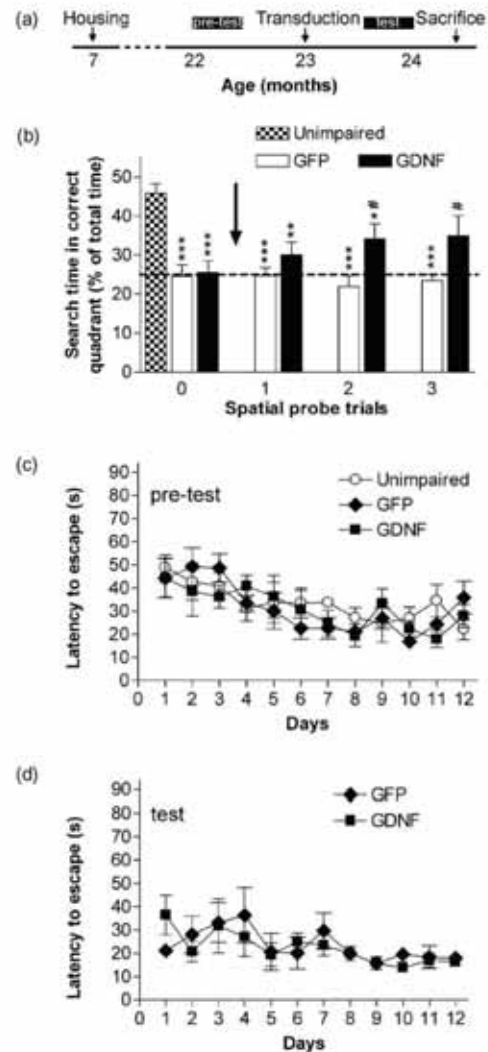 (a) Housing pre-test Transduction test Sacrifice
7 22 23 24
Age (months)
(b)
Unimpaired
GFP GDNF
Search time in correct
quadrant (% of total time)
50
40
30
20
10
0
*** *** *** ** *** *# *** #
0 1 2 3
Spatial probe trials
(c)
Latency to escape (s)
90
80
70
60
50
40
30
20
10
0
pre-test
Unimpaired
GFP
GDNF
0 1 2 3 4 5 6 7 8 9 10 11 12
Days
(d)
Latency to escape (s)
90
80
70
60
50
40
30
20
10
0
test
GFP
GDNF
0 1 2 3 4 5 6 7 8 9 10 11 12
Days